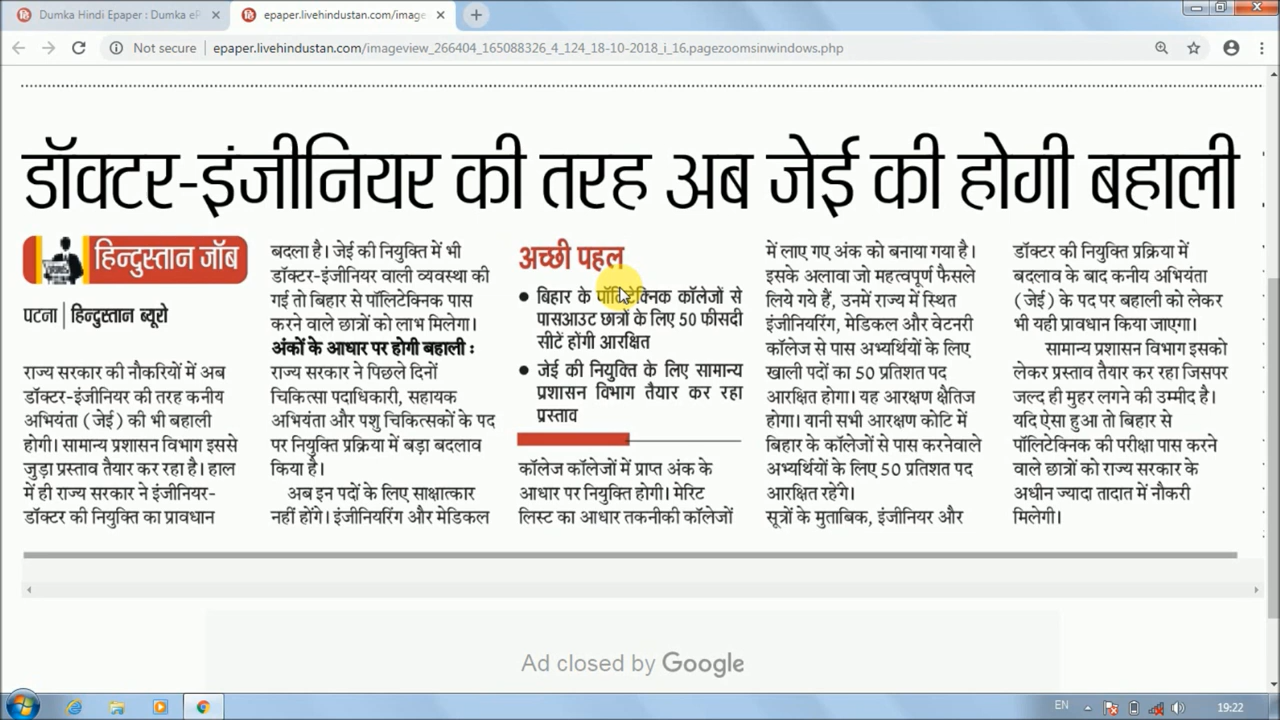 Dumka Hindi Epaper : Dumka eP
epaper.livehindustan.com/image
Not secure
epaper.livehindustan.com/imageview_266404_165088326_4_124_18-10-2018_i_16.pagezoomsinwindows.php
डॉक्टर-इंजीनियर की तरह अब जेई की होगी बहाली
हिन्दुस्तान जॉब
पटना | हिन्दुस्तान ब्यूरो
राज्य सरकार की नौकरियों में अब
डॉक्टर-इंजीनियर की तरह कनीय
अभियंता (जेई) की भी बहाली
होगी। सामान्य प्रशासन विभाग इससे
जुड़ा प्रस्ताव तैयार कर रहा है। हाल
में ही राज्य सरकार ने इंजीनियर-
डॉक्टर की नियुक्ति का प्रावधान
बदला है। जेई की नियुक्ति में भी
डॉक्टर-इंजीनियर वाली व्यवस्था की
गई तो बिहार से पॉलिटेक्निक पास
करने वाले छात्रों को लाभ मिलेगा।
अंकों के आधार पर होगी बहाली :
राज्य सरकार ने पिछले दिनों
चिकित्सा पदाधिकारी, सहायक
अभियंता और पशु चिकित्सकों के पद
पर नियुक्ति प्रक्रिया में बड़ा बदलाव
किया है।
अब इन पदों के लिए साक्षात्कार
नहीं होंगे। इंजीनियरिंग और मेडिकल
अच्छी पहल
• बिहार के पॉलिटेक्निक कॉलेजों से
पासआउट छात्रों के लिए 50 फीसदी
सीटें होंगी आरक्षित
• जेई की नियुक्ति के लिए सामान्य
प्रशासन विभाग तैयार कर रहा
प्रस्ताव
कॉलेज कॉलेजों में प्राप्त अंक के
आधार पर नियुक्ति होगी। मेरिट
लिस्ट का आधार तकनीकी कॉलेजों
में लाए गए अंक को बनाया गया है।
इसके अलावा जो महत्वपूर्ण फैसले
लिये गये हैं, उनमें राज्य में स्थित
इंजीनियरिंग, मेडिकल और वेटनरी
कॉलेज से पास अभ्यर्थियों के लिए
खाली पदों का 50 प्रतिशत पद
आरक्षित होगा। यह आरक्षण क्षैतिज
होगा। यानी सभी आरक्षण कोटि में
बिहार के कॉलेजों से पास करनेवाले
अभ्यर्थियों के लिए 50 प्रतिशत पद
आरक्षित रहेंगे।
सूत्रों के मुताबिक, इंजीनियर और
डॉक्टर की नियुक्ति प्रक्रिया में
बदलाव के बाद कनीय अभियंता
(जेई) के पद पर बहाली को लेकर
भी यही प्रावधान किया जाएगा।
सामान्य प्रशासन विभाग इसको
लेकर प्रस्ताव तैयार कर रहा जिसपर
जल्द ही मुहर लगने की उम्मीद है।
यदि ऐसा हुआ तो बिहार से
पॉलिटेक्निक की परीक्षा पास करने
वाले छात्रों को राज्य सरकार के
अधीन ज्यादा तादात में नौकरी
मिलेगी।
Ad closed by Google
EN
19:22